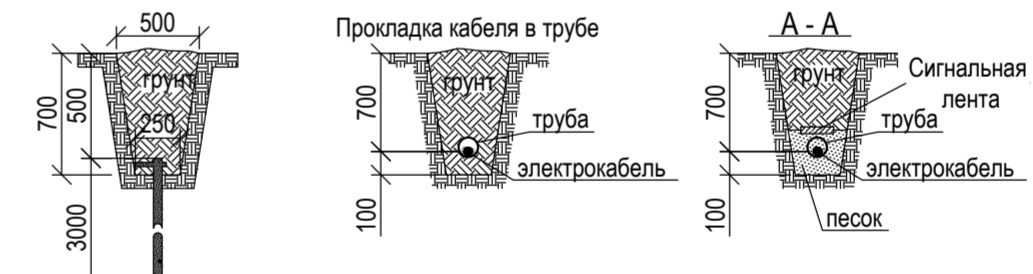 500
грунт
250
700
500
3000
Прокладка кабеля в трубе
грунт
700
труба
электрокабель
100
А - А
грунт
Сигнальная
лента
700
труба
электрокабель
100
песок